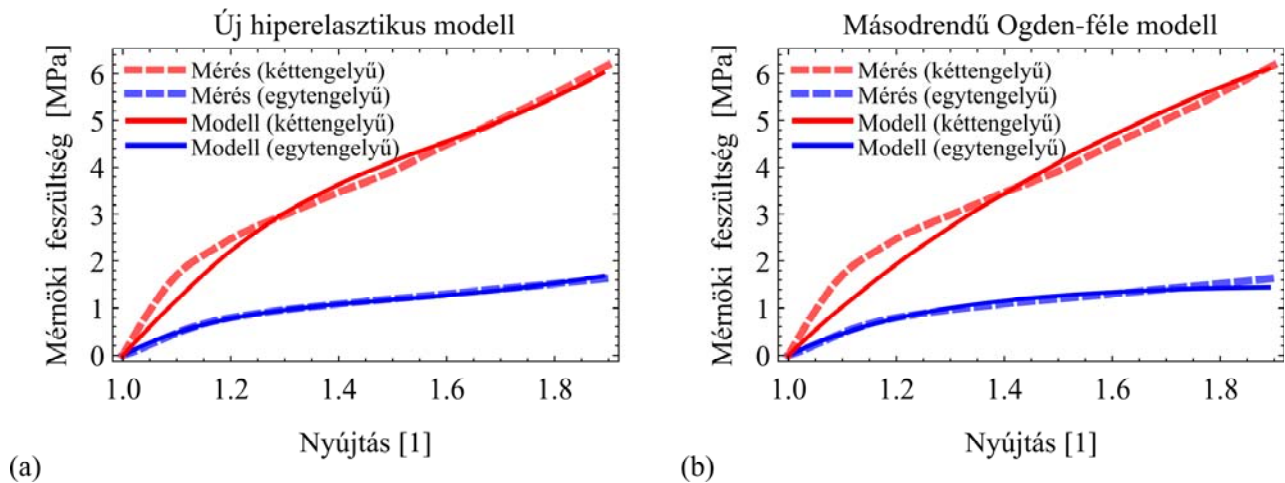 Új hiperelasztikus modell
Mérnöki feszültség [MPa]
6
5
4
3
2
1
0
Mérés (kéttengelyű)
Mérés (egytengelyű)
Modell (kéttengelyű)
Modell (egytengelyű)
1.0 1.2 1.4 1.6 1.8
Nyújtás [1]
(a)
Másodrendű Ogden-féle modell
Mérnöki feszültség [MPa]
6
5
4
3
2
1
0
Mérés (kéttengelyű)
Mérés (egytengelyű)
Modell (kéttengelyű)
Modell (egytengelyű)
1.0 1.2 1.4 1.6 1.8
Nyújtás [1]
(b)